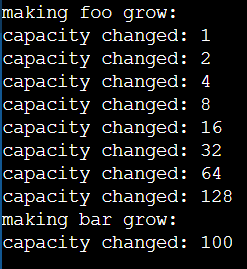 making foo grow:
capacity changed: 1
capacity changed: 2
capacity changed: 4
capacity changed: 8
capacity changed: 16
capacity changed: 32
capacity changed: 64
capacity changed: 128
making bar grow:
capacity changed: 100